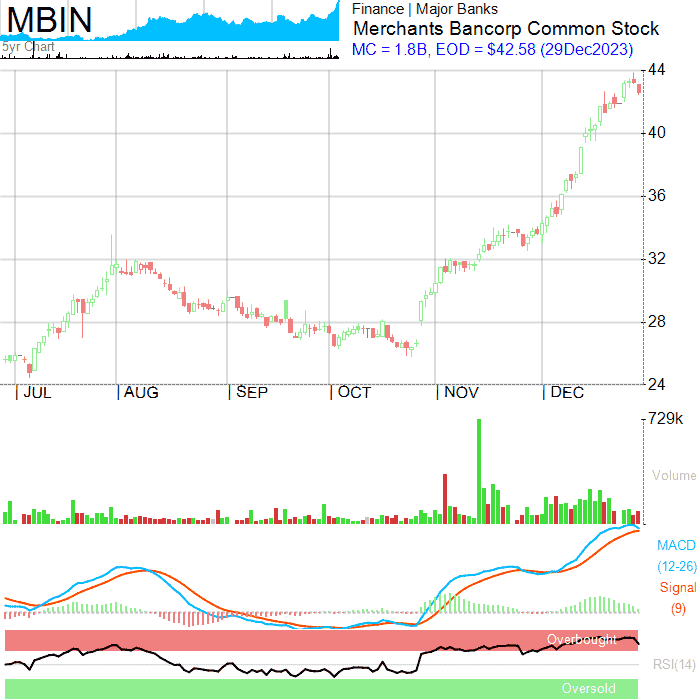 MBIN
5yr Chart
Finance | Major Banks
Merchants Bancorp Common Stock
MC = 1.8B, EOD = $42.58 (29Dec2023)
44
40
36
32
28
24
JUL AUG SEP OCT NOV DEC
729k
Volume
MACD
(12-26)
Signal
(9)
Overbought
RSI(14)
Oversold